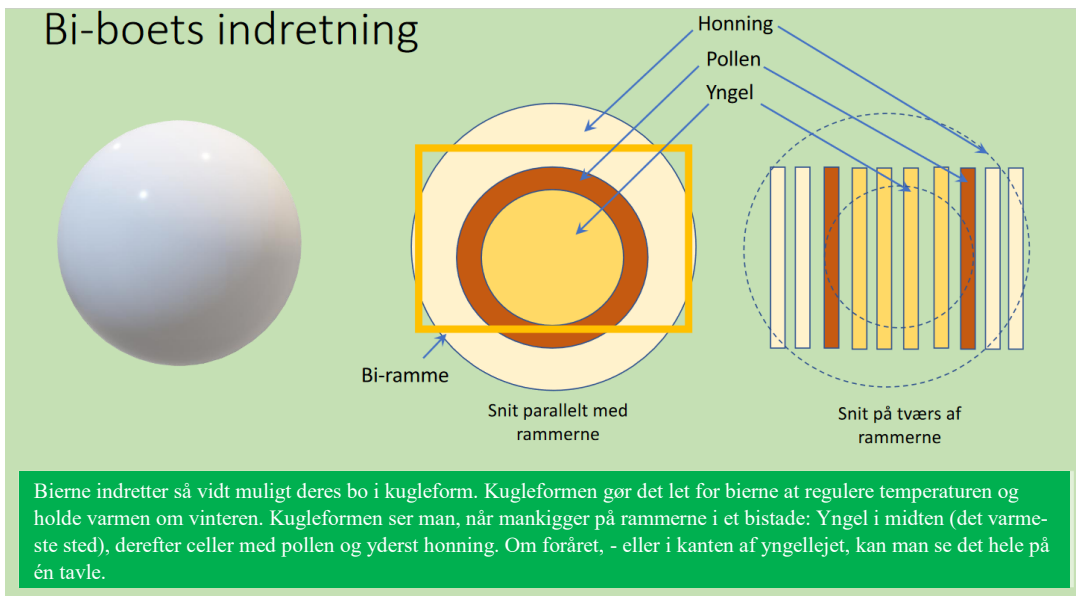 Bi-boets indretning
Honning
Pollen
Yngel
Bi-ramme
Snit parallelt med
rammerne
Snit på tværs af
rammerne
Bierne indretter så vidt muligt deres bo i kugleform. Kugleformen gør det let for bierne at regulere temperaturen og
holde varmen om vinteren. Kugleformen ser man, når mankigger på rammerne i et bistade: Yngel i midten (det varme-
ste sted), derefter celler med pollen og yderst honning. Om foråret, - eller i kanten af yngellejet, kan man se det hele på
én tavle.